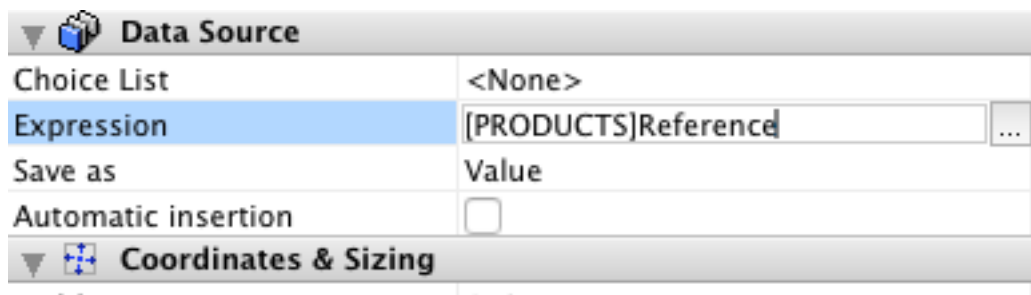 Data Source
Choice List <None>
Expression [PRODUCTS]Reference ...
Save as Value
Automatic insertion
Coordinates & Sizing